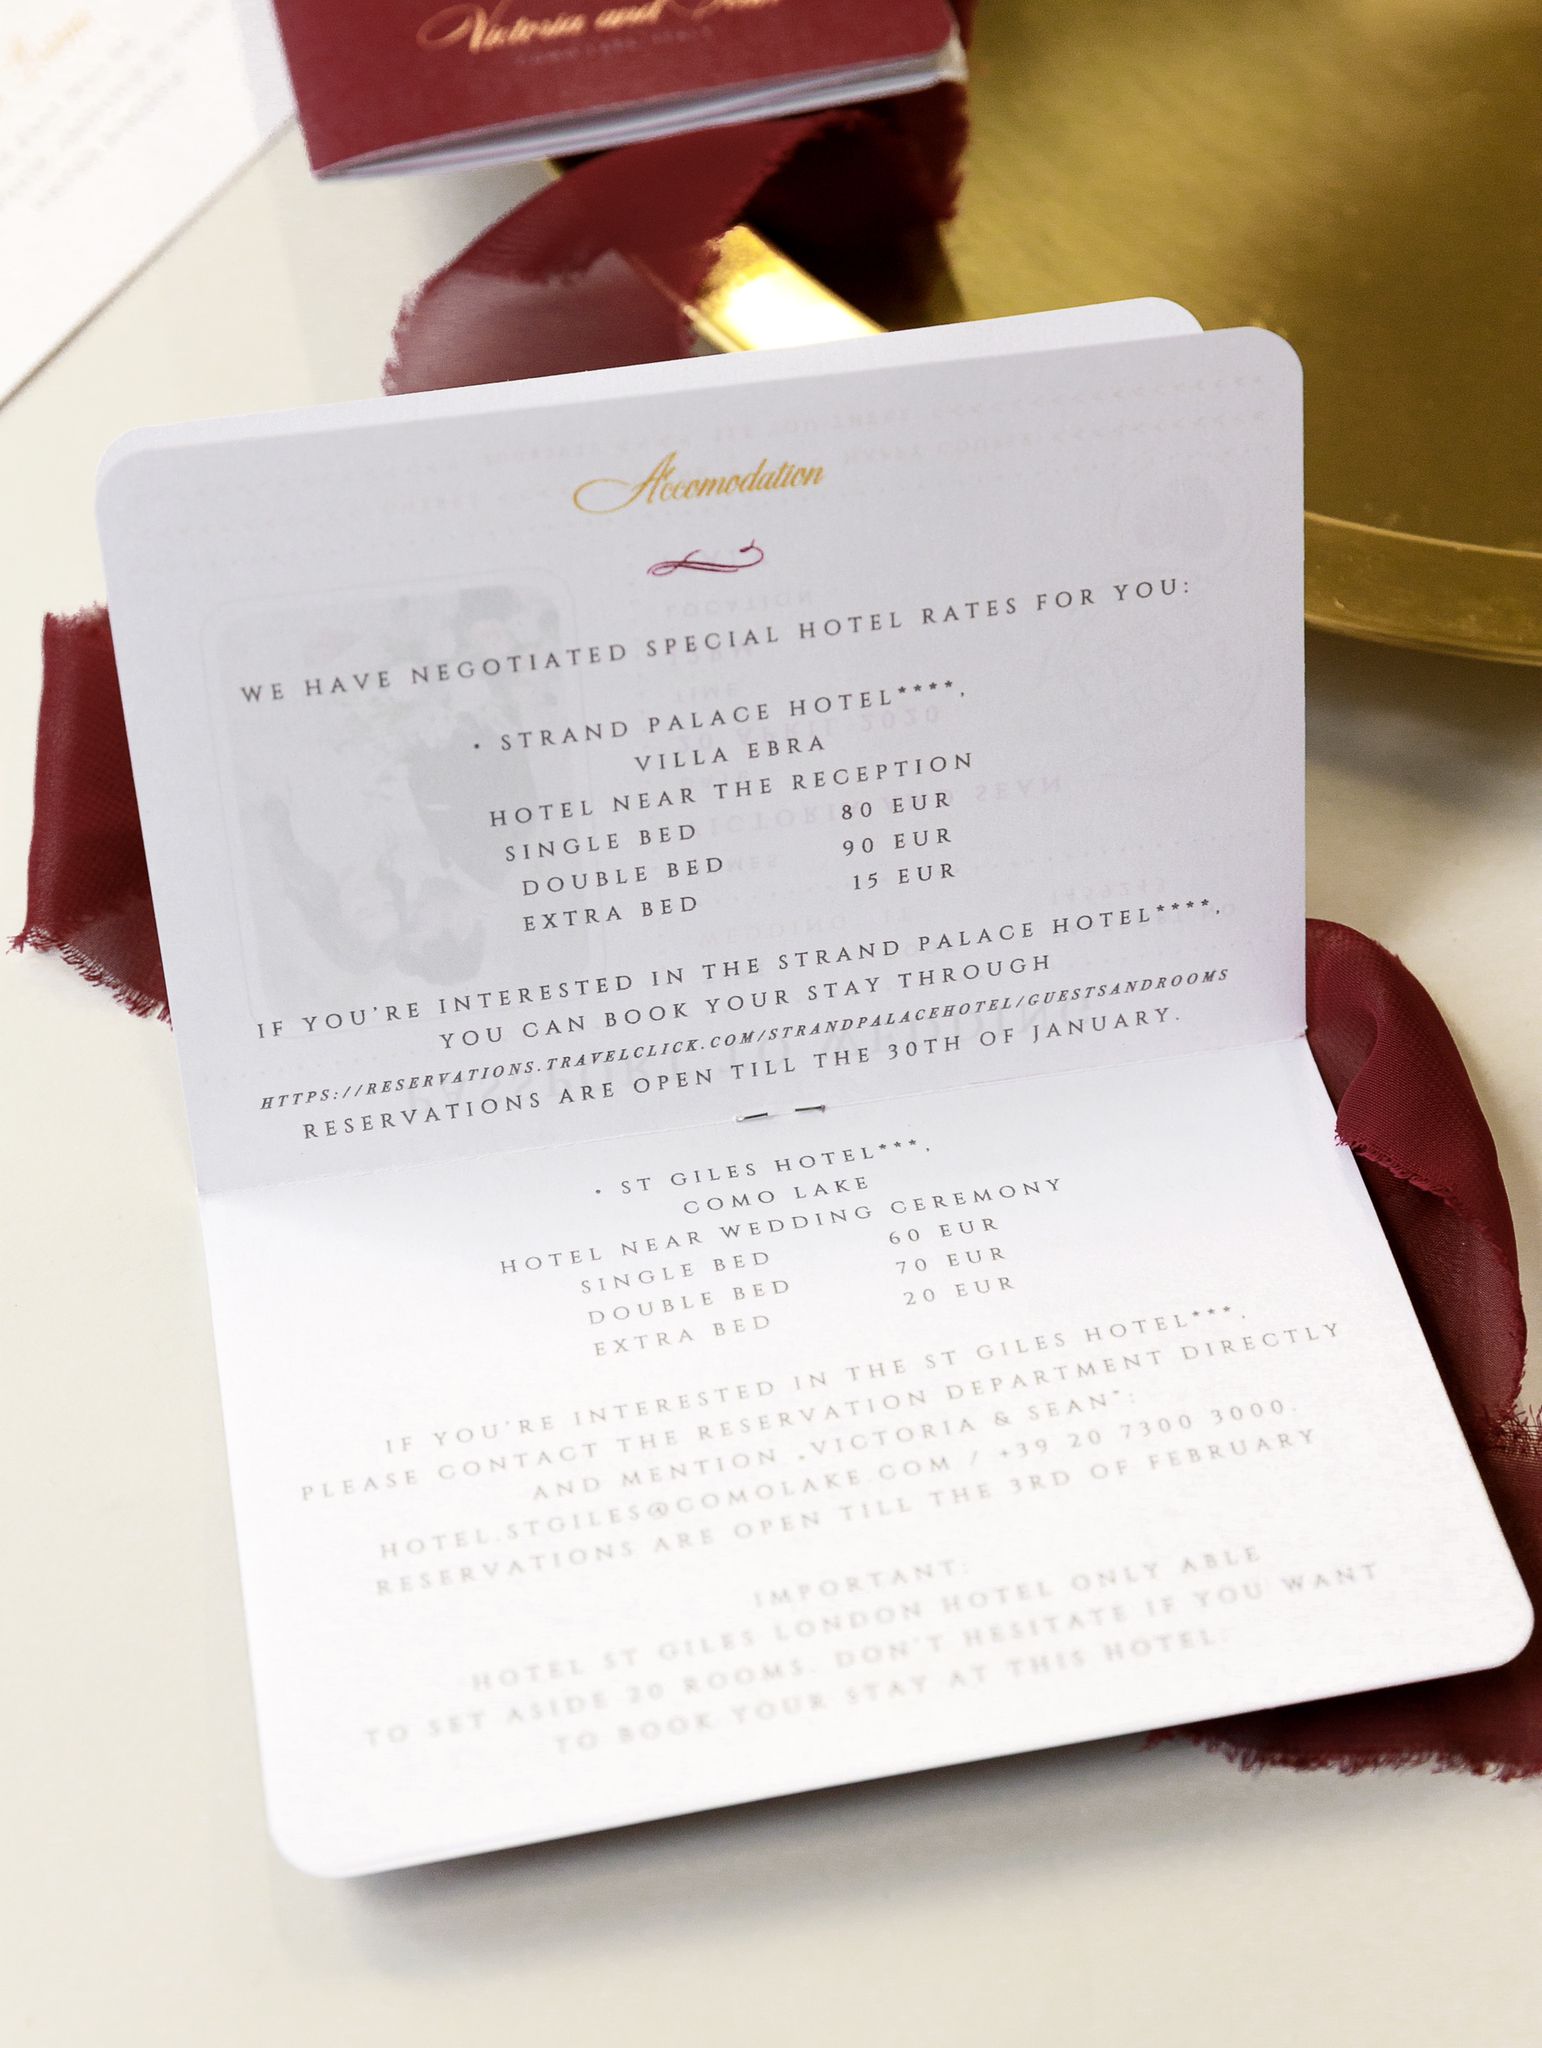 Victoria and
Accomodation
WE HAVE NEGOTIATED SPECIAL HOTEL RATES FOR YOU:
• STRAND PALACE HOTEL****,
VILLA EBRA
HOTEL NEAR THE RECEPTION
SINGLE BED 80 EUR
DOUBLE BED 90 EUR
EXTRA BED 15 EUR
IF YOU'RE INTERESTED IN THE STRAND PALACE HOTEL****,
YOU CAN BOOK YOUR STAY THROUGH
HTTPS://RESERVATIONS.TRAVELCLICK.COM/STRANDPALACEHOTEL/GUESTSANDROOMS
RESERVATIONS ARE OPEN TILL THE 30TH OF JANUARY.
• ST GILES HOTEL***,
COMO LAKE
HOTEL NEAR WEDDING CEREMONY
SINGLE BED 60 EUR
DOUBLE BED 70 EUR
EXTRA BED 20 EUR
IF YOU'RE INTERESTED IN THE ST GILES HOTEL***,
PLEASE CONTACT THE RESERVATION DEPARTMENT DIRECTLY
AND MENTION „VICTORIA & SEAN":
HOTEL.STGILES@COMOLAKE.COM / +39 20 7300 3000.
RESERVATIONS ARE OPEN TILL THE 3RD OF FEBRUARY
IMPORTANT:
HOTEL ST GILES LONDON HOTEL ONLY ABLE
TO SET ASIDE 20 ROOMS. DON'T HESITATE IF YOU WANT
TO BOOK YOUR STAY AT THIS HOTEL.